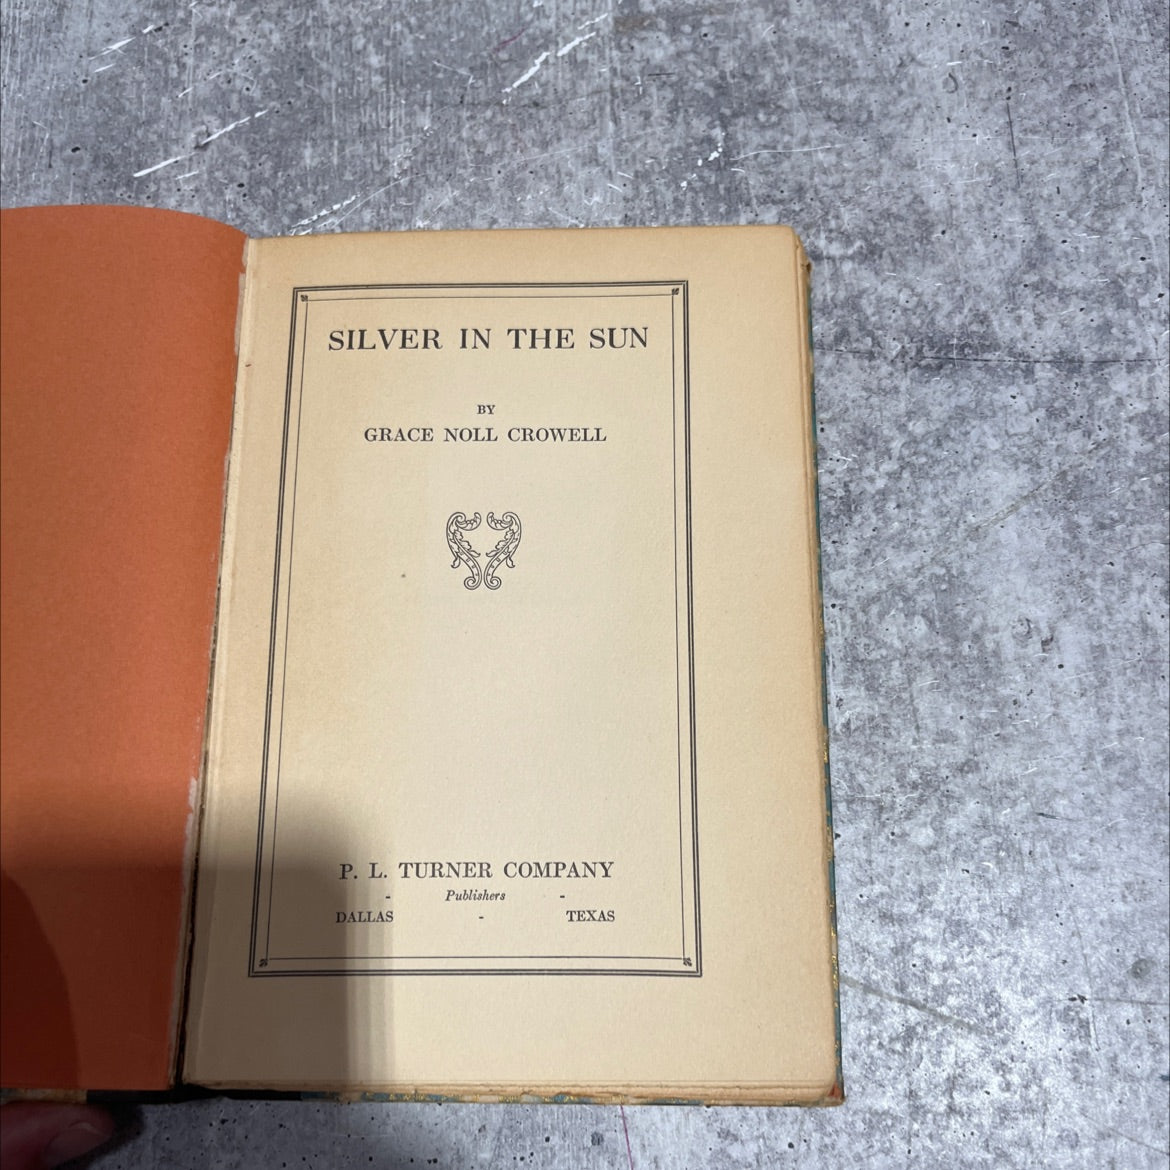 SILVER IN THE SUN
BY
GRACE NOLL CROWELL
P. L. TURNER COMPANY
- Publishers -
DALLAS - TEXAS